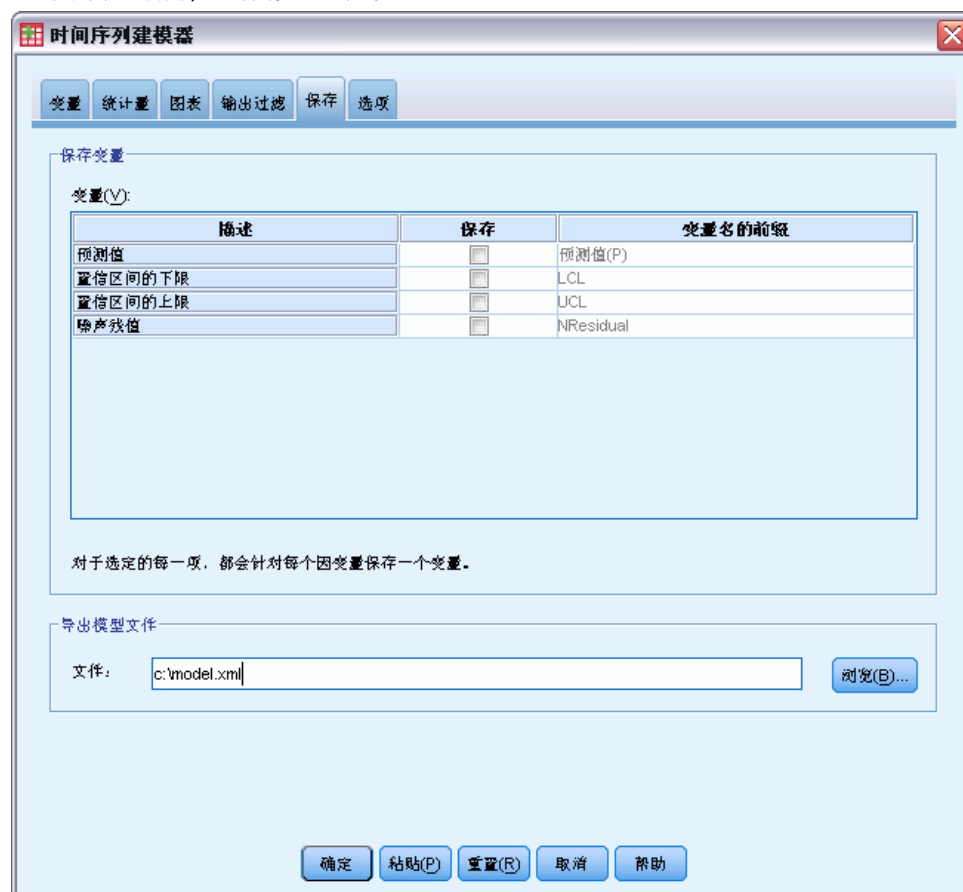 时间序列建模器
变量 统计量 图表 输出过滤 保存 选项
保存变量
变量(V):
描述 保存 变量名的前缀
预测值 预测值(P)
置信区间的下限 LCL
置信区间的上限 UCL
噪声残值 NResidual
对于选定的每一项，都会针对每个因变量保存一个变量。
导出模型文件
文件： c:\model.xml 浏览(B)...
确定 粘贴(P) 重置(R) 取消 帮助